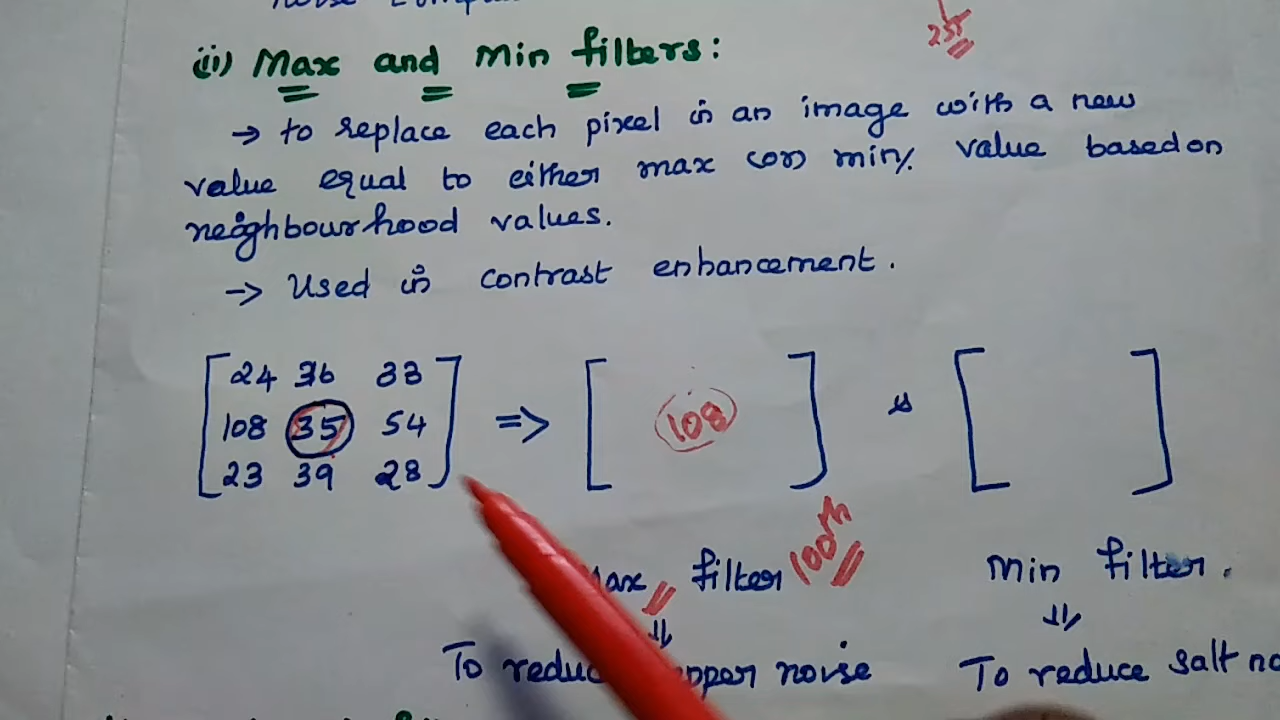 (ii) Max and Min filters:
→ to replace each pixel in an image with a new
value equal to either max (or) min/. value based on
neighbourhood values.
→ Used in contrast enhancement.
24 36 33
108 35 54
23 39 28
⇒
108
Max filter
100th
Min filter.
To noise
To reduce salt